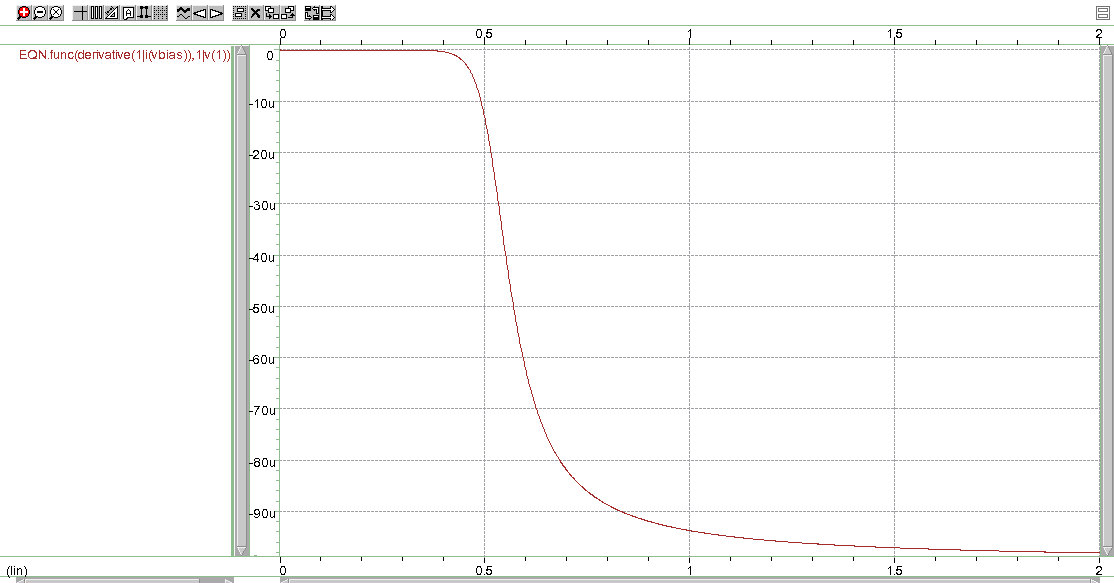 A
0 0.5 1 1.5 2
EQN.func(derivative(1|i(vbias)),1|v(1))
0
-10u
-20u
-30u
-40u
-50u
-60u
-70u
-80u
-90u
(lin)
0 0.5 1 1.5 2